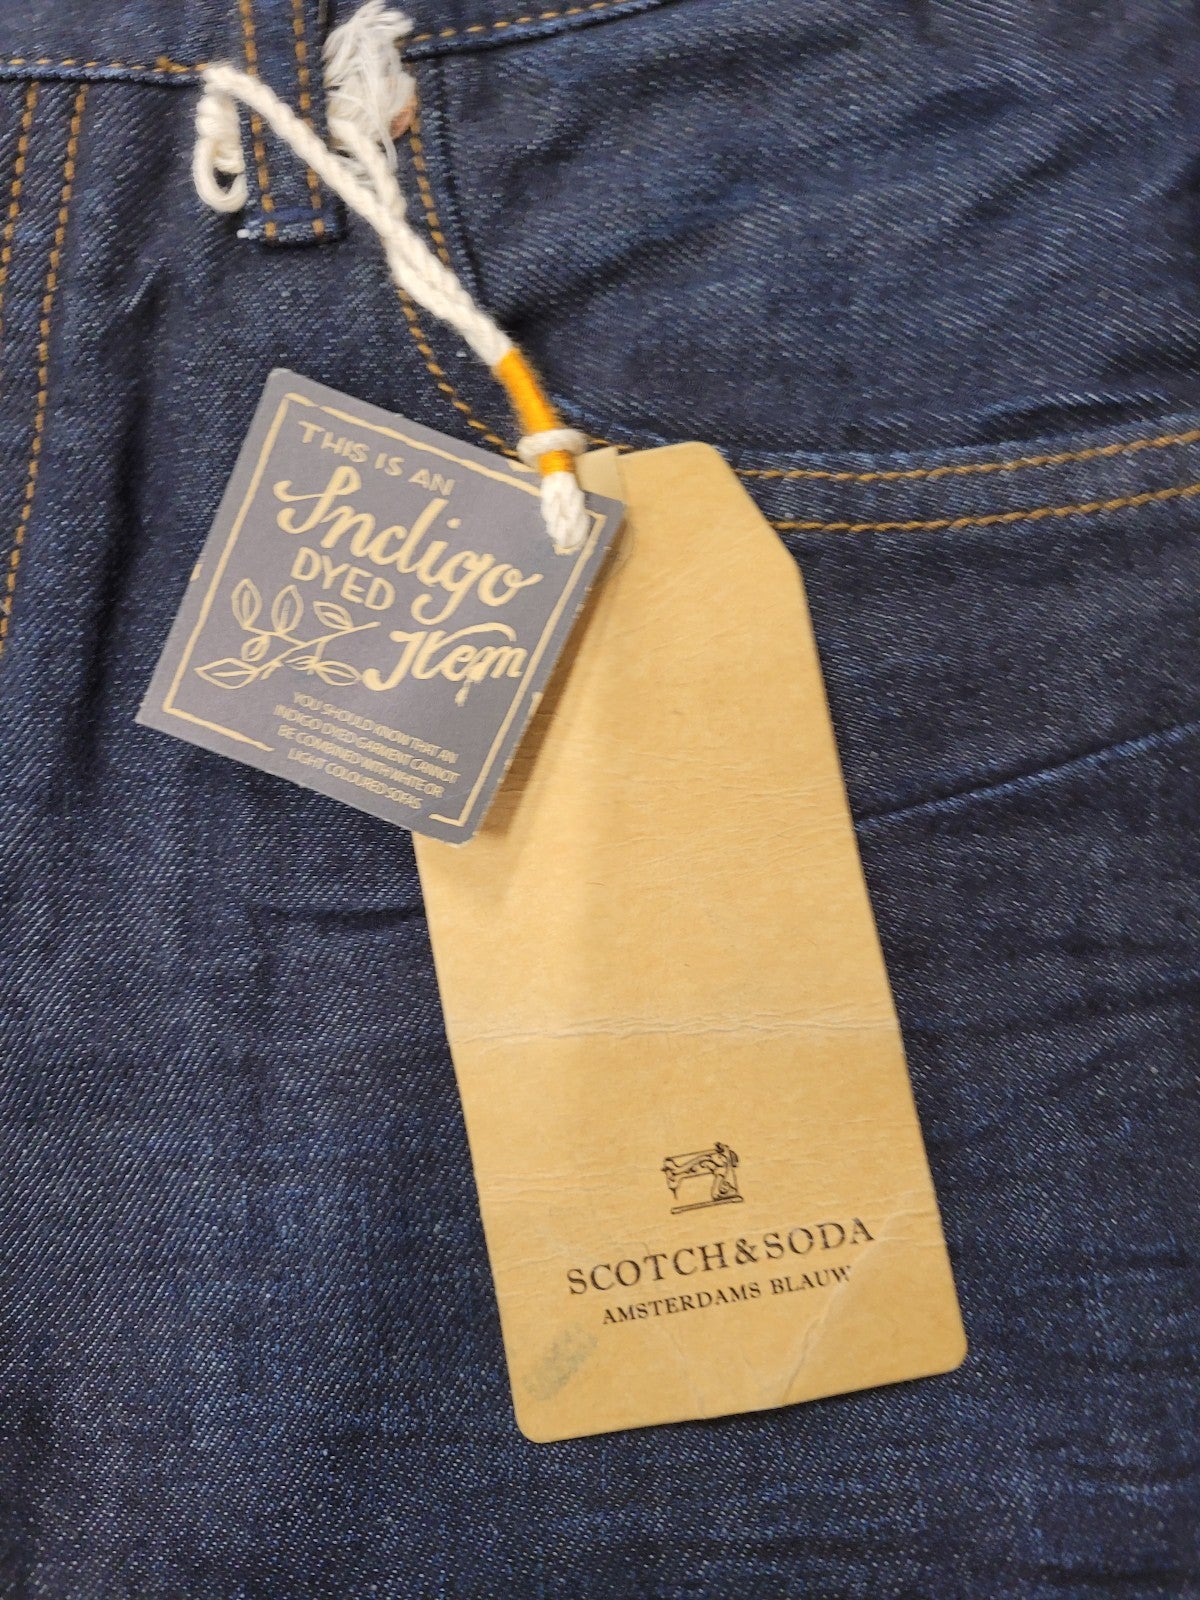 THIS IS AN
Indigo
DYED
Item
YOU SHOULD KNOW THAT AN
INDIGO DYED GARMENT CANNOT
BE COMBINED WITH WHITE OR
LIGHT COLOURED SOFAS
SCOTCH & SODA
AMSTERDAMS BLAUW